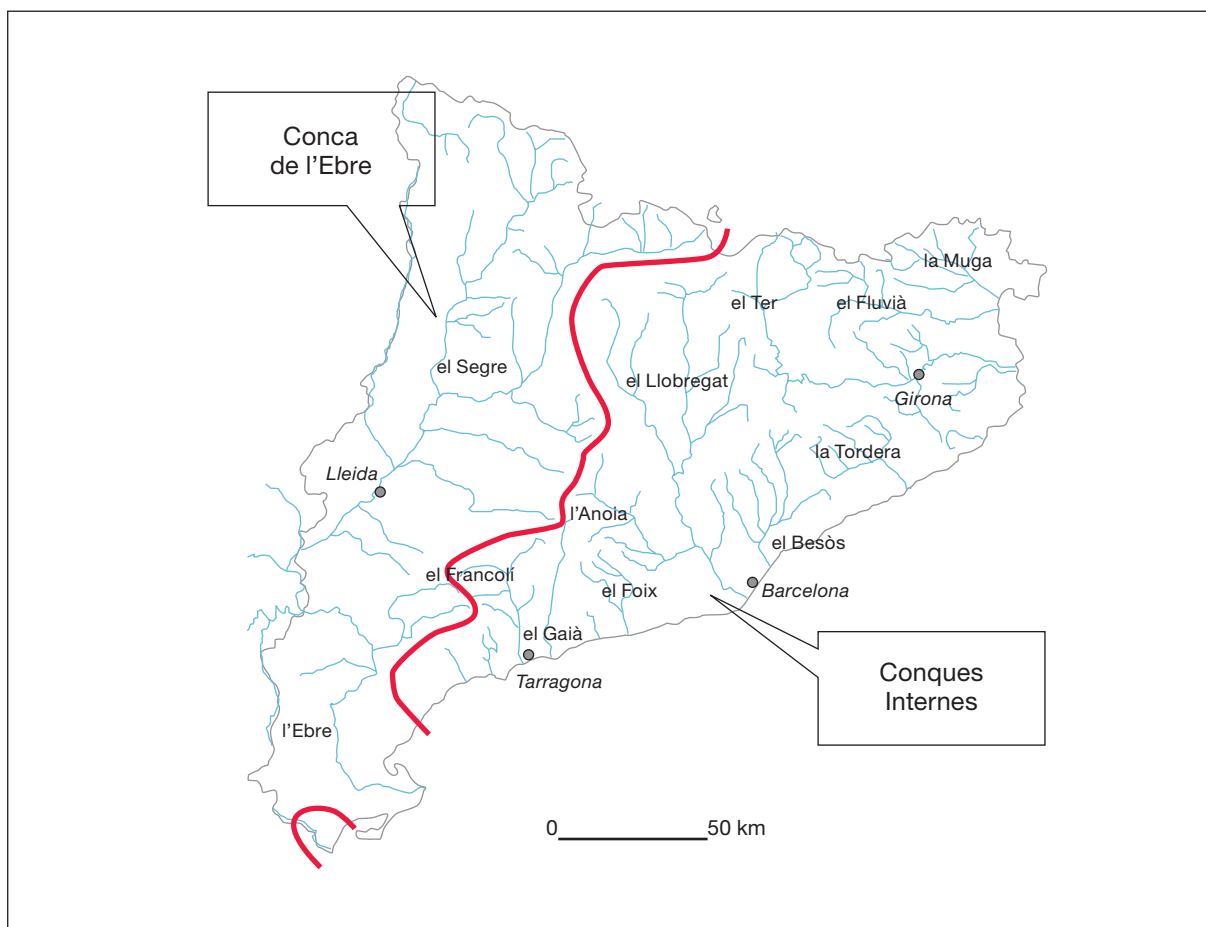 Conca
de l'Ebre
la Muga
el Ter
el Fluvià
el Segre
el Llobregat
Girona
la Tordera
Lleida
l'Anoia
el Besòs
el Francolí
el Foix
Barcelona
el Gaià
Tarragona
Conques
Internes
l'Ebre
0 50 km